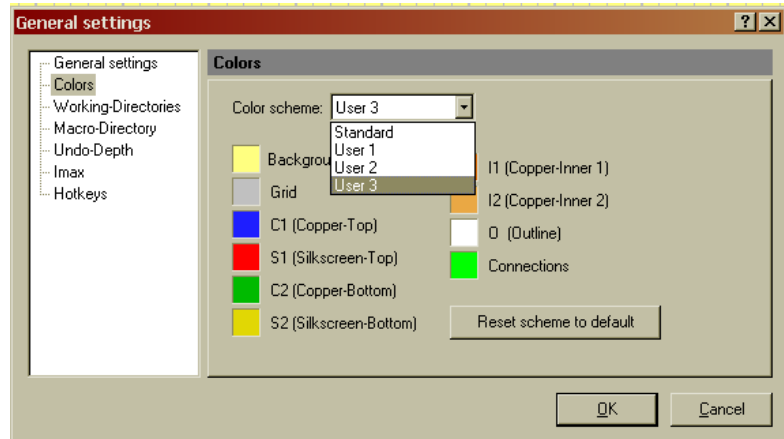 General settings
General settings
Colors
Working-Directories
Macro-Directory
Undo-Depth
Imax
Hotkeys
Colors
Color scheme: User 3
Standard
User 1
User 2
User 3
Backgrou
Grid
C1 (Copper-Top)
S1 (Silkscreen-Top)
C2 (Copper-Bottom)
S2 (Silkscreen-Bottom)
I1 (Copper-Inner 1)
I2 (Copper-Inner 2)
O (Outline)
Connections
Reset scheme to default
OK
Cancel